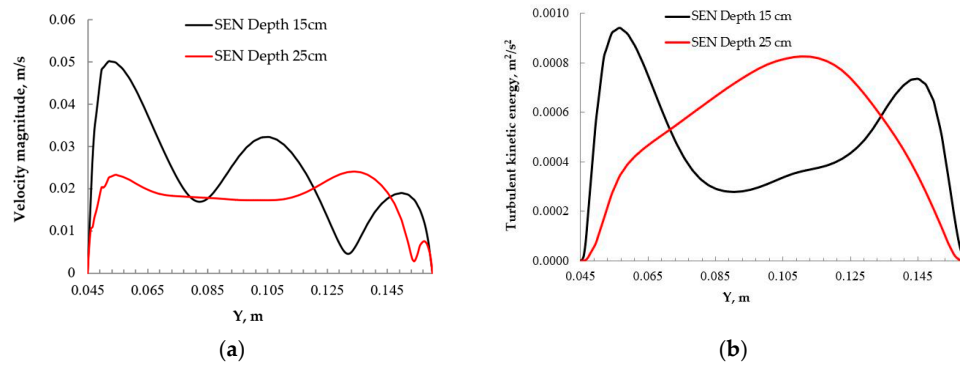 0.06
0.05
0.04
0.03
0.02
0.01
0
Velocity magnitude, m/s
SEN Depth 15cm
SEN Depth 25cm
0.045
0.065
0.085
0.105
0.125
0.145
Y, m
(a)
0.0010
0.0008
0.0006
0.0004
0.0002
0.0000
Turbulent kinetic energy, m²/s²
SEN Depth 15 cm
SEN Depth 25 cm
0.045
0.065
0.085
0.105
0.125
0.145
Y, m
(b)